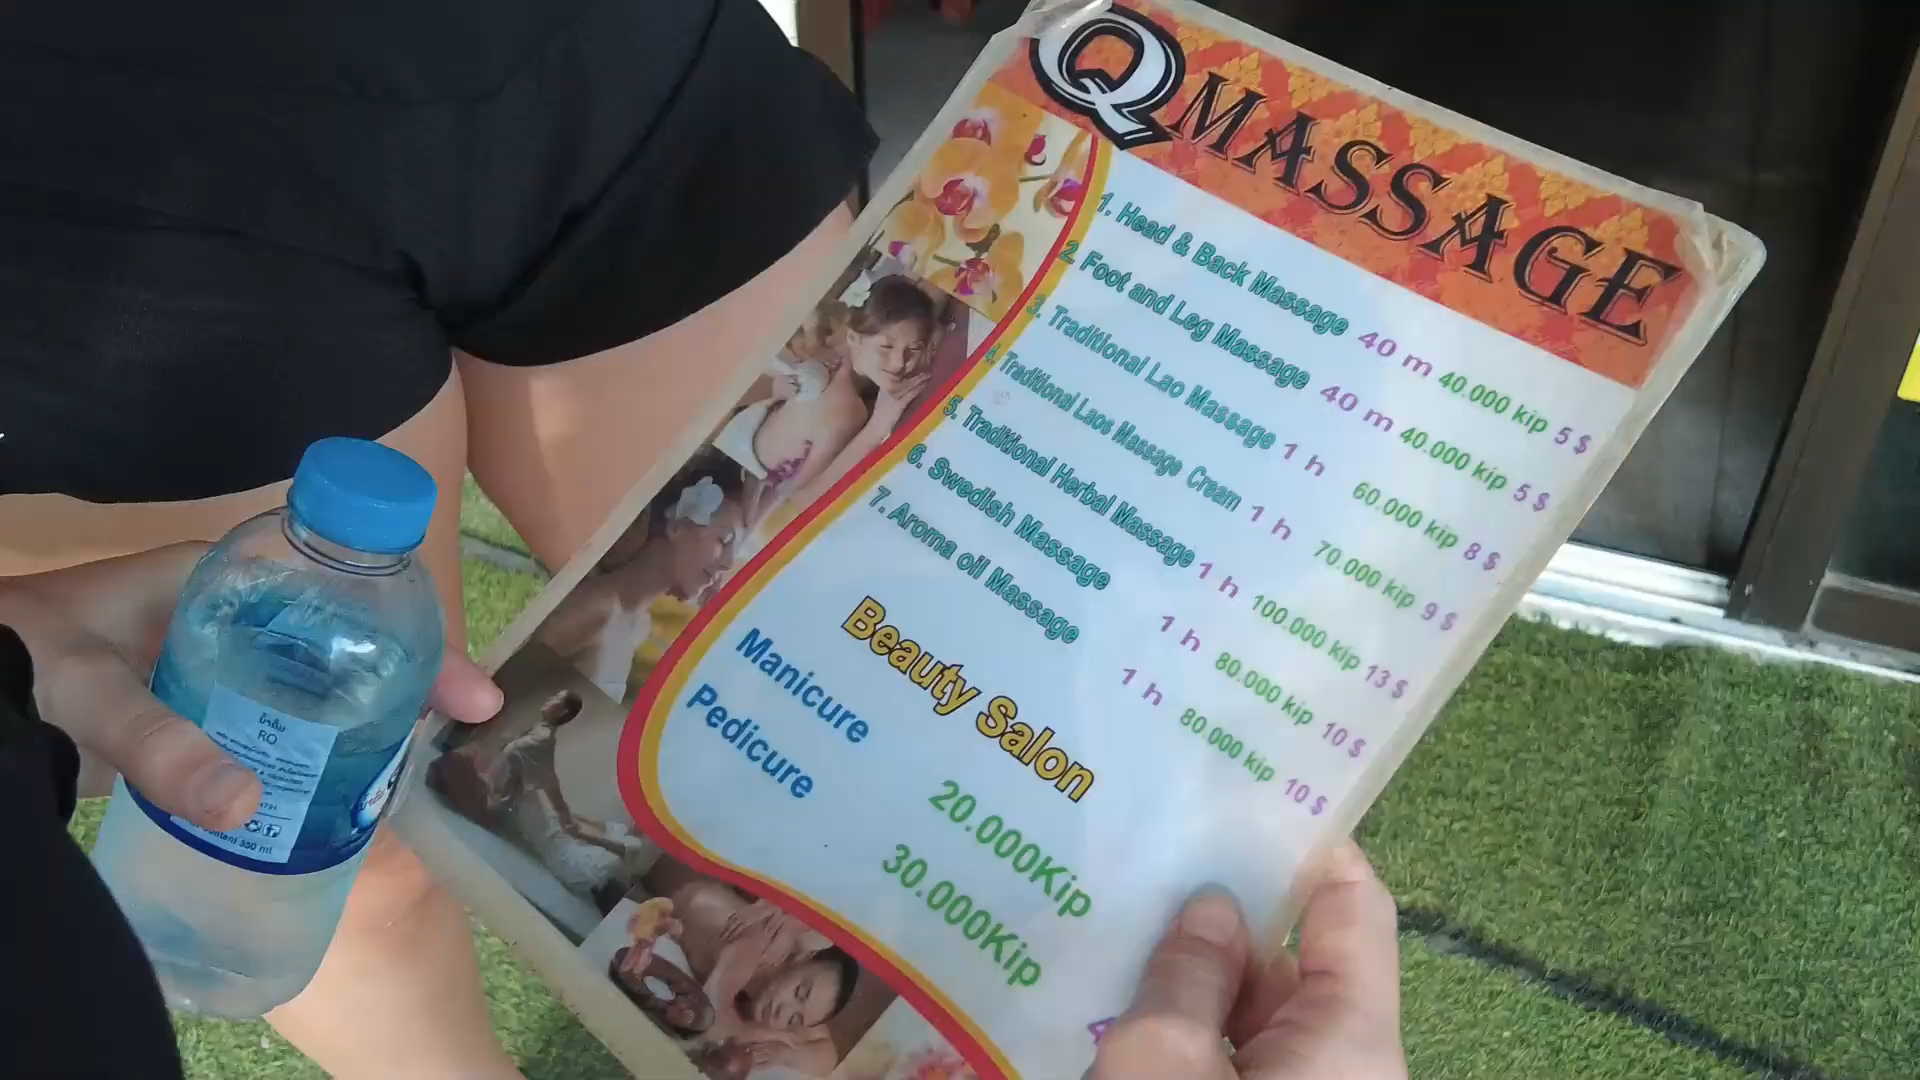 Q MASSAGE
1. Head & Back Massage 40 m 40.000 kip 5 $
2. Foot and Leg Massage 40 m 40.000 kip 5 $
3. Traditional Lao Massage 1 h 60.000 kip 8 $
4. Traditional Laos Massage Cream 1 h 70.000 kip 9 $
5. Traditional Herbal Massage 1 h 100.000 kip 13 $
6. Swedish Massage 1 h 80.000 kip 10 $
7. Aroma oil Massage 1 h 80.000 kip 10 $
Beauty Salon
Manicure 20.000Kip
Pedicure 30.000Kip
RO
350 ml